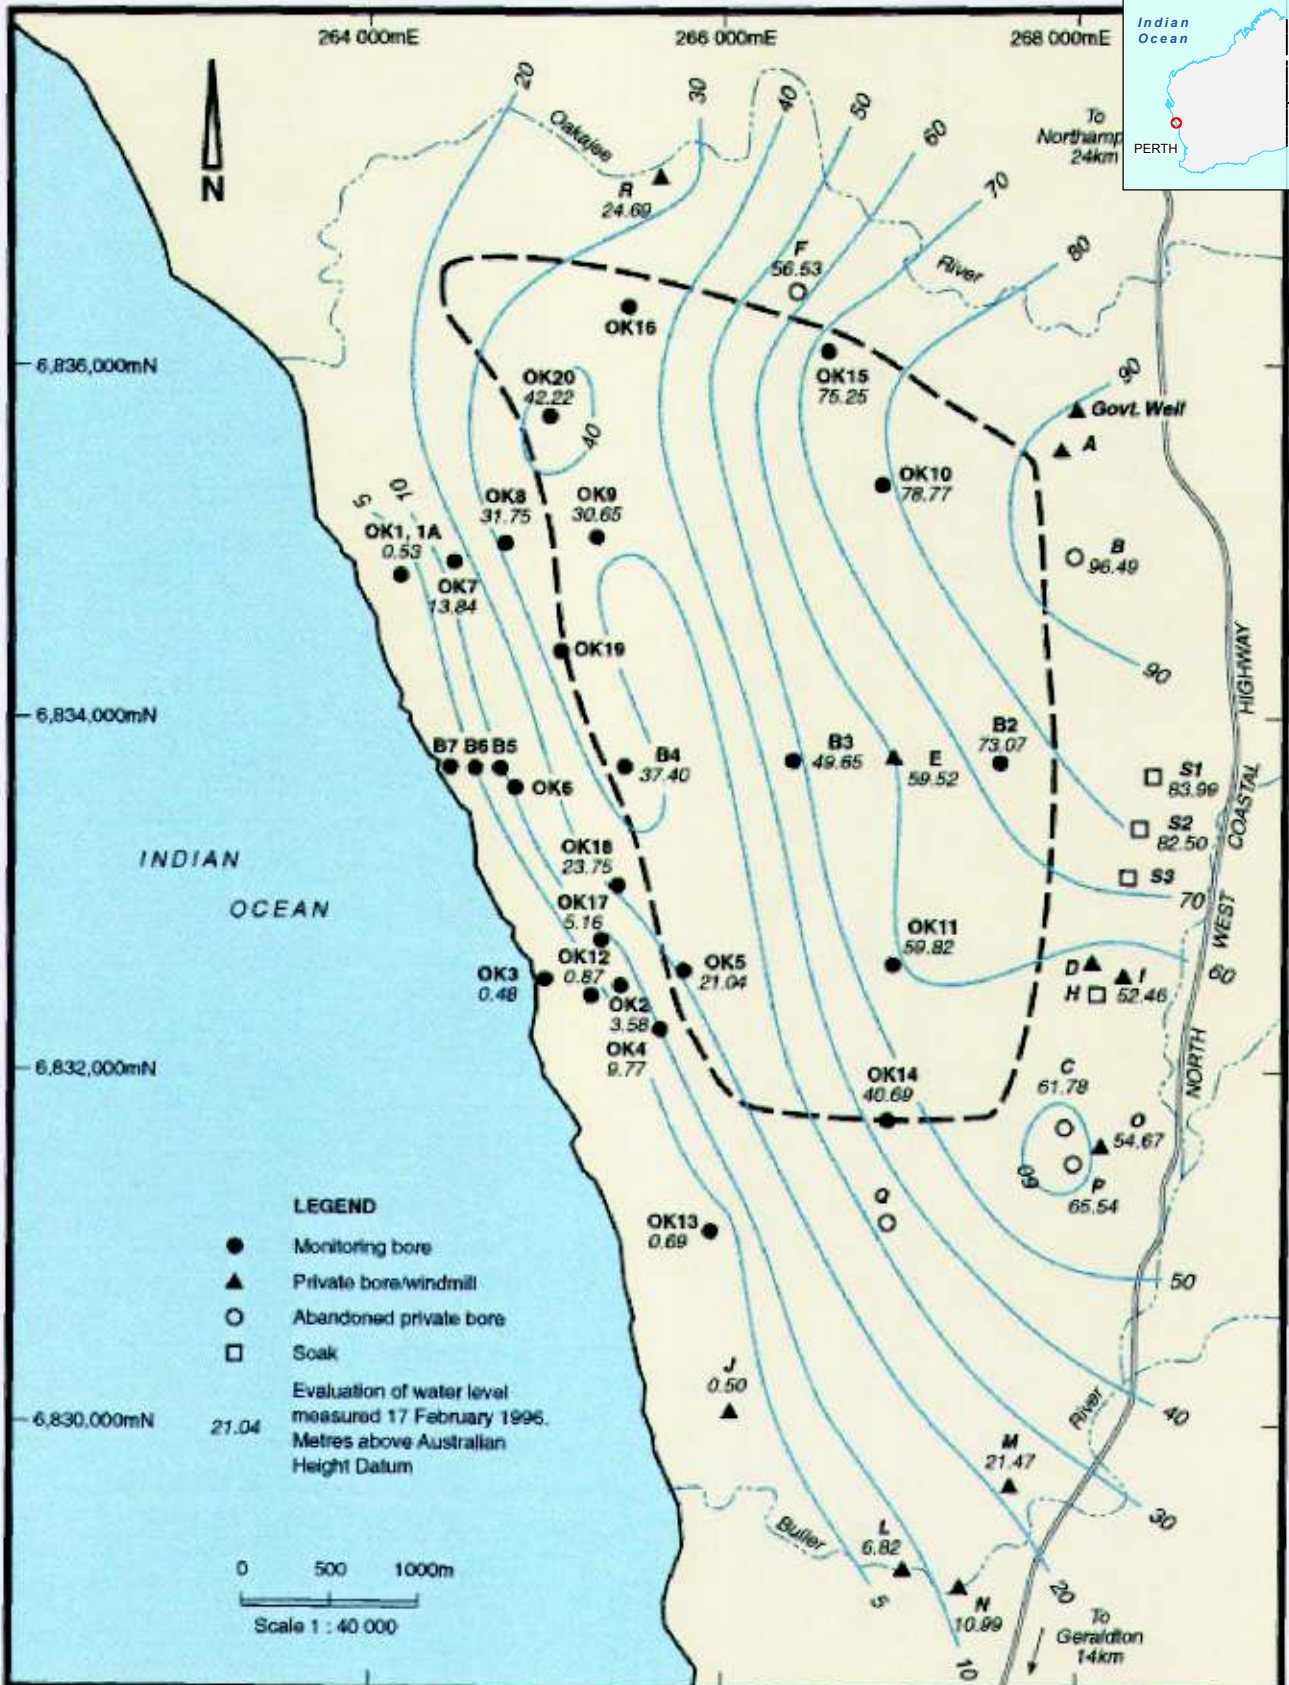 264 000mE
266 000mE
268 000mE
Indian
Ocean
PERTH
To
Northamp
24km
N
20
30
40
50
60
70
80
Oakajee
River
R
24.69
F
56.53
OK16
6,836,000mN
OK20
42.22
40
OK15
75.25
90
Govt. Well
A
OK10
78.77
5
10
OK8
31.75
OK9
30.65
OK1, 1A
0.53
OK7
13.84
B
96.49
OK19
90
6,834,000mN
B7
B6
B5
OK6
B4
37.40
B3
49.65
E
59.52
B2
73.07
S1
83.99
S2
82.50
S3
70
NORTH
WEST
COASTAL
HIGHWAY
INDIAN
OCEAN
OK18
23.75
OK17
5.16
OK12
0.87
OK3
0.48
OK2
3.58
OK4
9.77
OK5
21.04
OK11
59.82
D
I
H
52.46
60
6,832,000mN
OK14
40.69
C
61.78
O
54.67
60
P
65.54
Q
OK13
0.69
50
LEGEND
Monitoring bore
Private bore/windmill
Abandoned private bore
Soak
21.04
Evaluation of water level
measured 17 February 1996.
Metres above Australian
Height Datum
J
0.50
6,830,000mN
River
40
M
21.47
30
Buller
L
6.82
5
N
10.99
20
10
0
500
1000m
Scale 1 : 40 000
To
Geraldton
14km